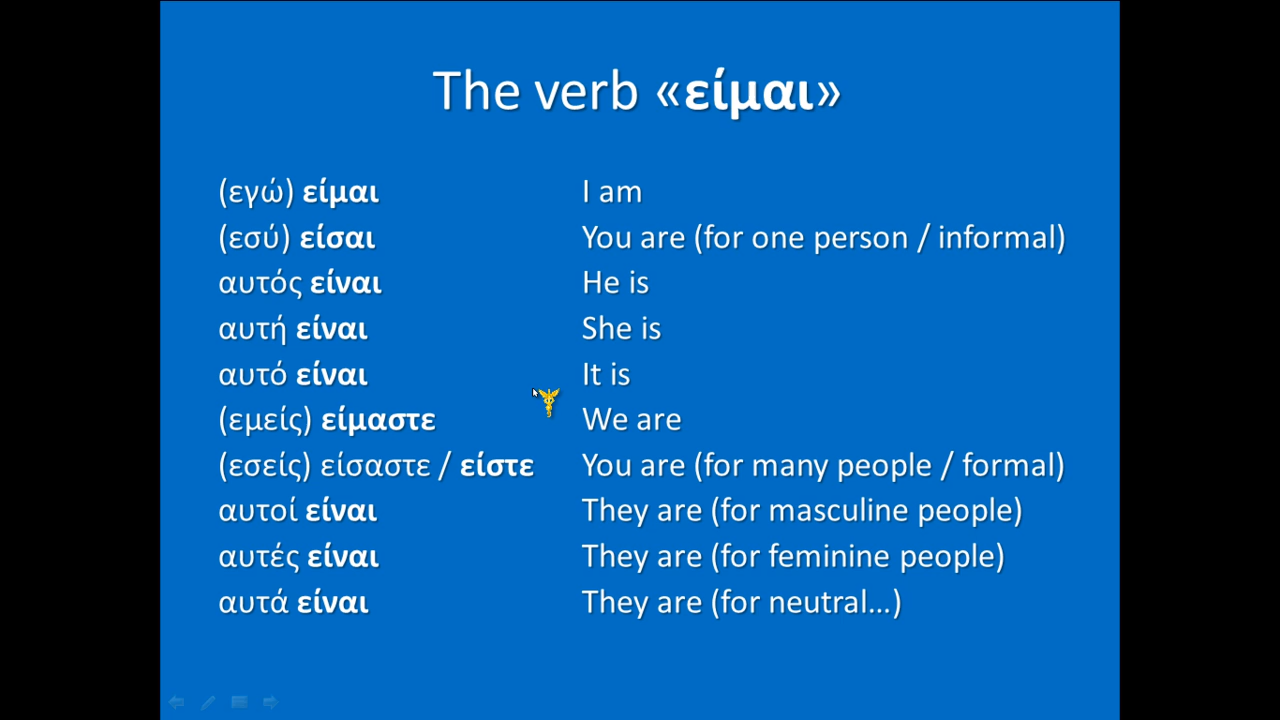 The verb «είμαι»
(εγώ) είμαι I am
(εσύ) είσαι You are (for one person / informal)
αυτός είναι He is
αυτή είναι She is
αυτό είναι It is
(εμείς) είμαστε We are
(εσείς) είσαστε / είστε You are (for many people / formal)
αυτοί είναι They are (for masculine people)
αυτές είναι They are (for feminine people)
αυτά είναι They are (for neutral...)